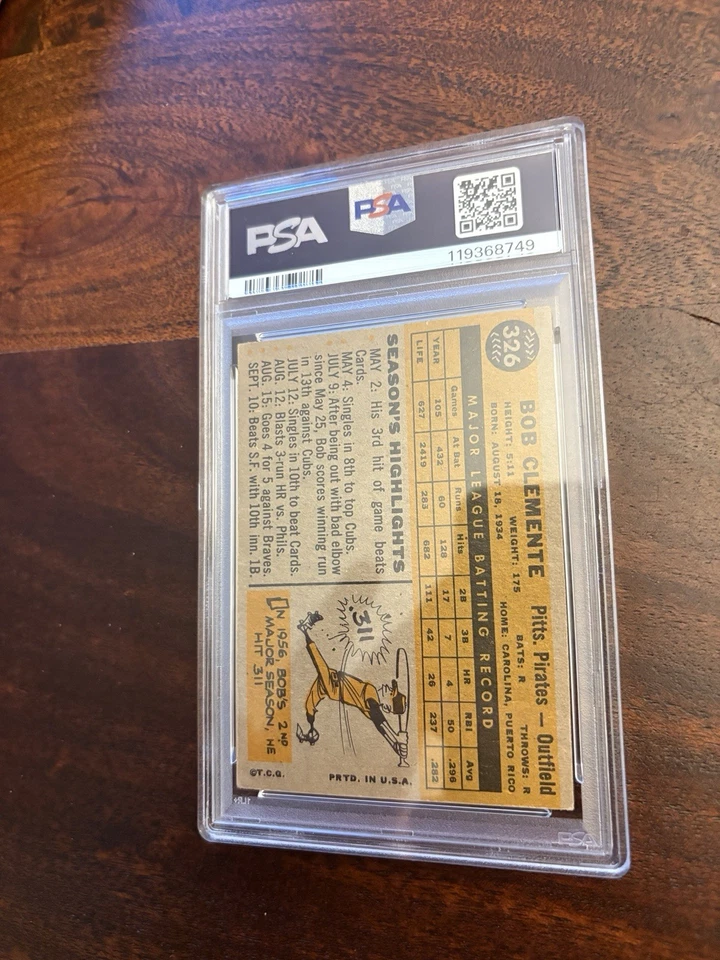 PSA
PSA
119368749
326
BOB CLEMENTE Pitts. Pirates — Outfield
HEIGHT: 5:11 WEIGHT: 175 BATS: R THROWS: R
BORN: AUGUST 18, 1934 HOME: CAROLINA, PUERTO RICO
MAJOR LEAGUE BATTING RECORD
Games At Bat Runs Hits 2B 3B HR RBI Avg
YEAR 105 432 60 128 17 7 4 50 .296
LIFE 627 2419 283 682 111 42 26 237 .282
SEASON'S HIGHLIGHTS
MAY 2: His 3rd hit of game beats
Cards.
MAY 4: Singles in 8th to top Cubs.
JULY 9: After being out with bad elbow
since May 25, Bob scores winning run
in 13th against Cubs.
JULY 12: Singles in 10th to beat Cards.
AUG. 12: Blasts 3-run HR vs. Phils.
AUG. 15: Goes 4 for 5 against Braves.
SEPT. 10: Beats S.F. with 10th inn. 1B.
.311
IN 1956 BOB'S 2ND
MAJOR SEASON, HE
HIT .311
©T.C.G. PRTD. IN U.S.A.
PSA